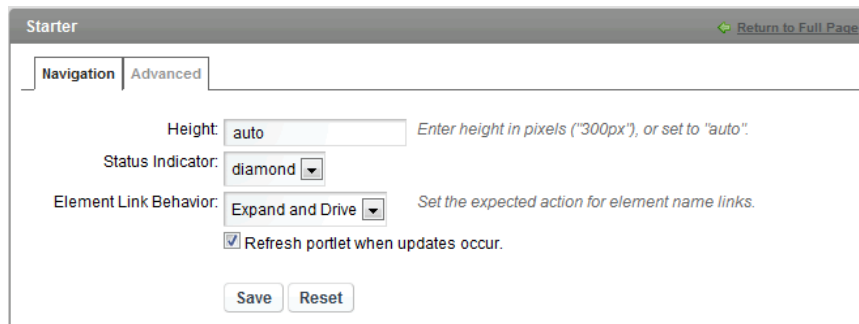 Starter
Return to Full Page
Navigation Advanced
Height: auto Enter height in pixels ("300px"), or set to "auto".
Status Indicator: diamond
Element Link Behavior: Expand and Drive Set the expected action for element name links.
Refresh portlet when updates occur.
Save Reset